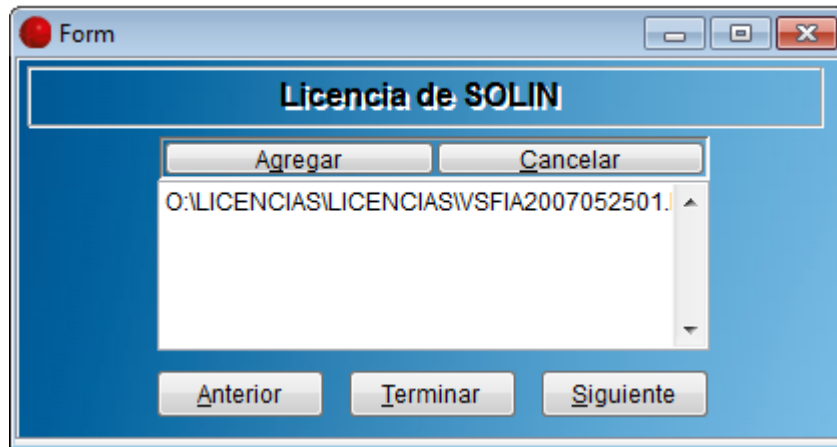 Form
Licencia de SOLIN
Agregar Cancelar
O:\LICENCIAS\LICENCIAS\VSFIA2007052501.
Anterior Terminar Siguiente